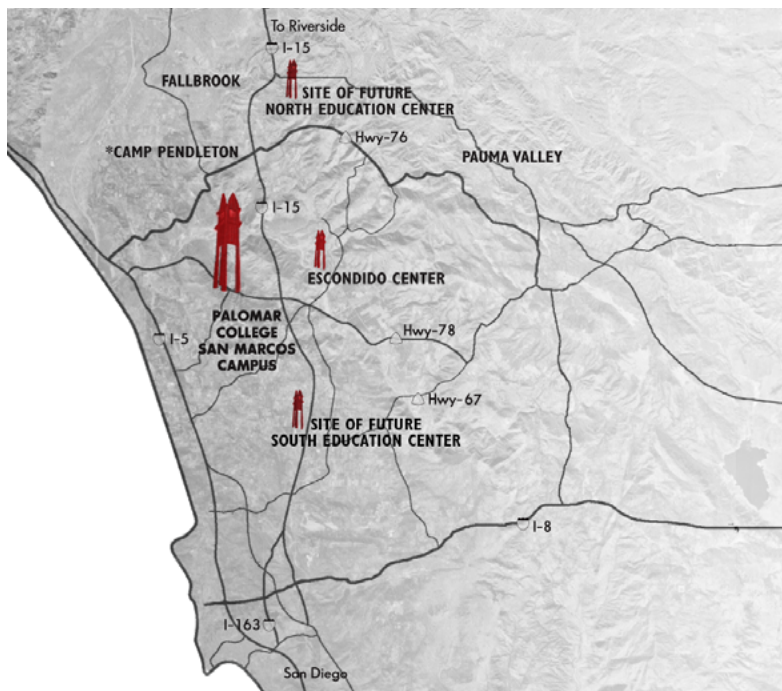 To Riverside
I-15
FALLBROOK
SITE OF FUTURE
NORTH EDUCATION CENTER
Hwy-76
*CAMP PENDLETON
PAUMA VALLEY
I-15
ESCONDIDO CENTER
PALOMAR
COLLEGE
SAN MARCOS
CAMPUS
I-5
Hwy-78
Hwy-67
SITE OF FUTURE
SOUTH EDUCATION CENTER
I-8
I-163
San Diego